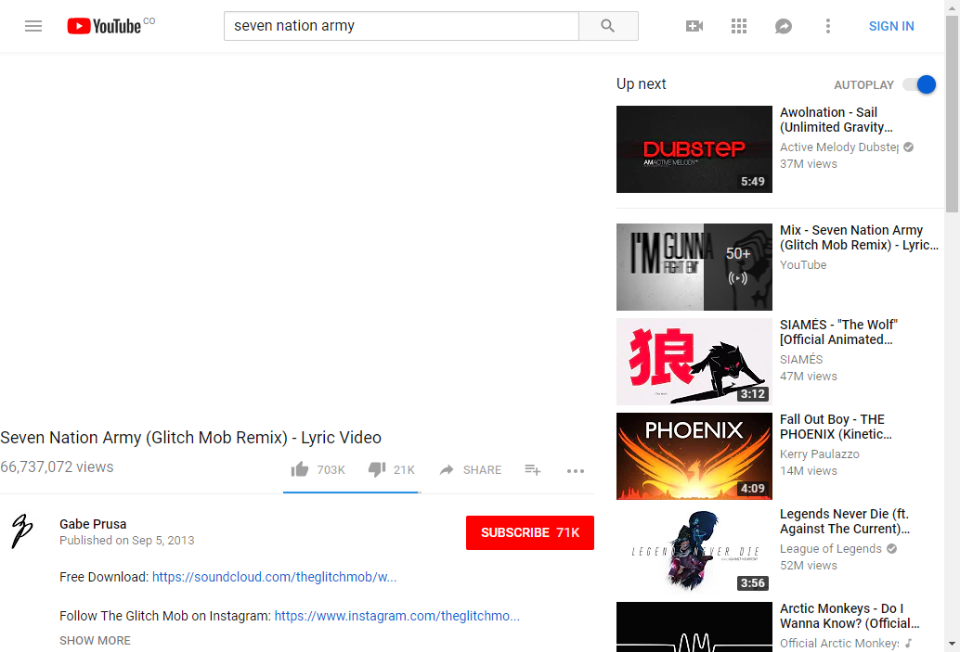 YouTube CO
seven nation army
SIGN IN
Up next
AUTOPLAY
DUBSTEP
AMACTIVE MELODY
5:49
Awolnation - Sail
(Unlimited Gravity...
Active Melody Dubstep
37M views
I'M GUNNA
FIGHT EM
50+
Mix - Seven Nation Army
(Glitch Mob Remix) - Lyric...
YouTube
狼
3:12
SIAMÉS - "The Wolf"
[Official Animated...
SIAMÉS
47M views
PHOENIX
4:09
Fall Out Boy - THE
PHOENIX (Kinetic...
Kerry Paulazzo
14M views
LEGENDS NEVER DIE
3:56
Legends Never Die (ft.
Against The Current)...
League of Legends
52M views
Arctic Monkeys - Do I
Wanna Know? (Official...
Official Arctic Monkeys
Seven Nation Army (Glitch Mob Remix) - Lyric Video
66,737,072 views
703K
21K
SHARE
Gabe Prusa
Published on Sep 5, 2013
SUBSCRIBE 71K
Free Download: https://soundcloud.com/theglitchmob/w...
Follow The Glitch Mob on Instagram: https://www.instagram.com/theglitchmo...
SHOW MORE